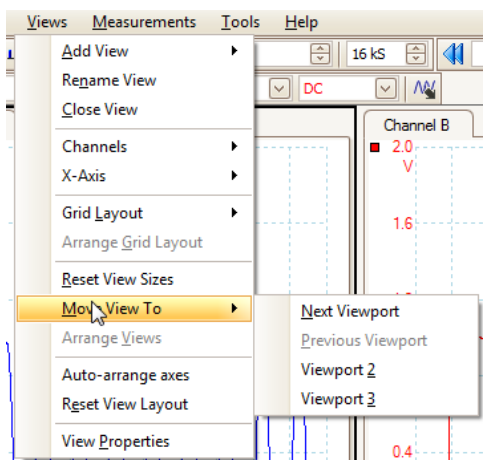 Views Measurements Tools Help
Add View
16 kS
Rename View
DC
Close View
Channel B
Channels
2.0
V
X-Axis
Grid Layout
1.6
Arrange Grid Layout
Reset View Sizes
Move View To
Next Viewport
Arrange Views
Previous Viewport
Auto-arrange axes
Viewport 2
Reset View Layout
Viewport 3
View Properties
0.4